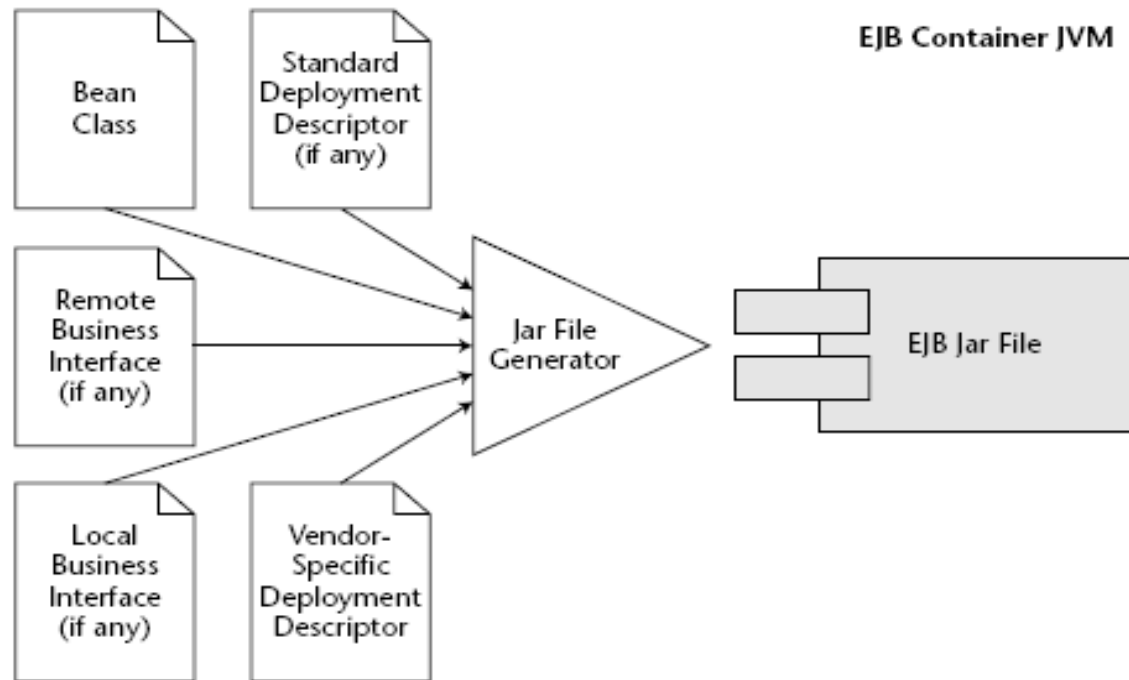 EJB Container JVM
Bean
Class
Standard
Deployment
Descriptor
(if any)
Remote
Business
Interface
(if any)
Jar File
Generator
EJB Jar File
Local
Business
Interface
(if any)
Vendor-
Specific
Deployment
Descriptor